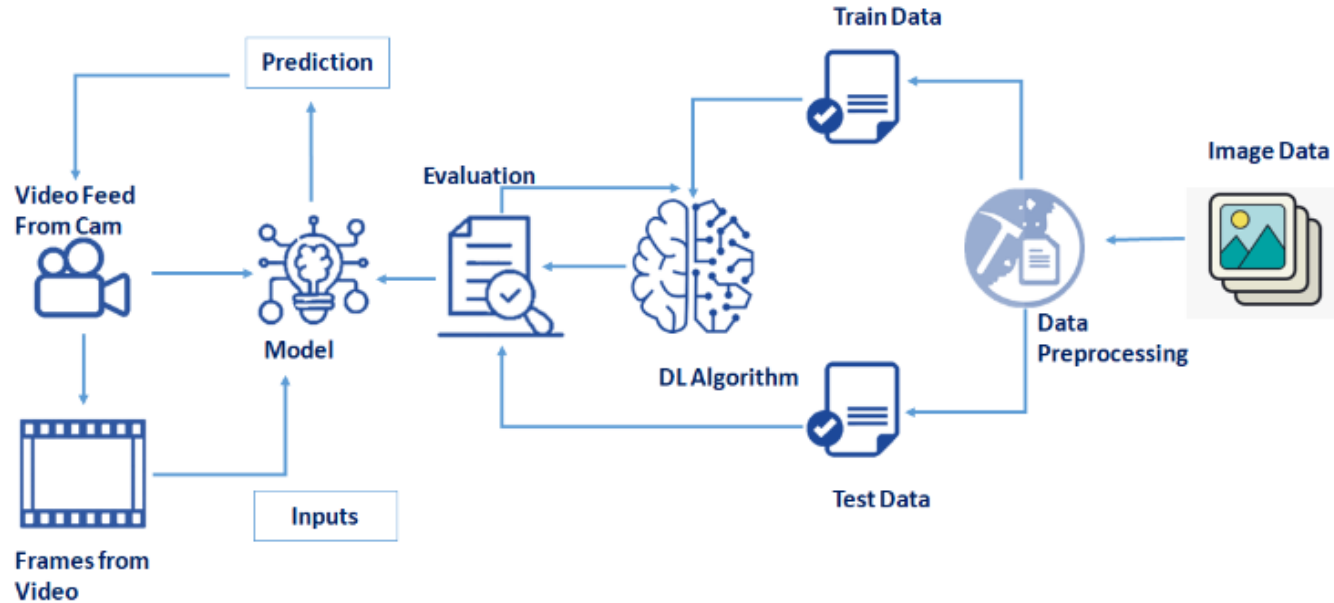 Train Data
Prediction
Image Data
Evaluation
Video Feed
From Cam
Data
Preprocessing
Model
DL Algorithm
Test Data
Inputs
Frames from
Video